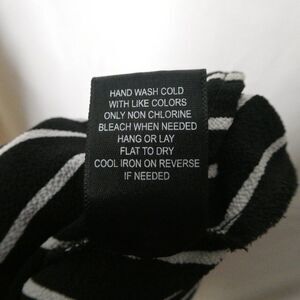 HAND WASH COLD
WITH LIKE COLORS
ONLY NON CHLORINE
BLEACH WHEN NEEDED
HANG OR LAY
FLAT TO DRY
COOL IRON ON REVERSE
IF NEEDED